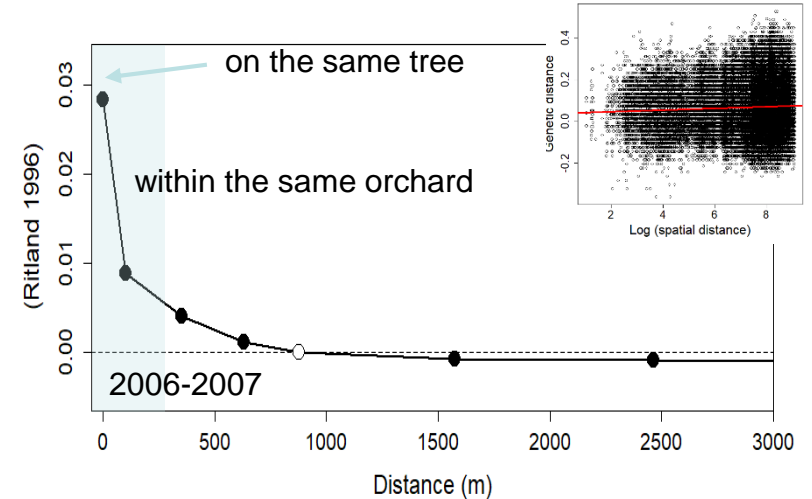 on the same tree
within the same orchard
2006-2007
(Ritland 1996)
0.00 0.01 0.02 0.03
0 500 1000 1500 2000 2500 3000
Distance (m)
Genetic distance
-0.2 0.0 0.2 0.4
2 4 6 8
Log (spatial distance)